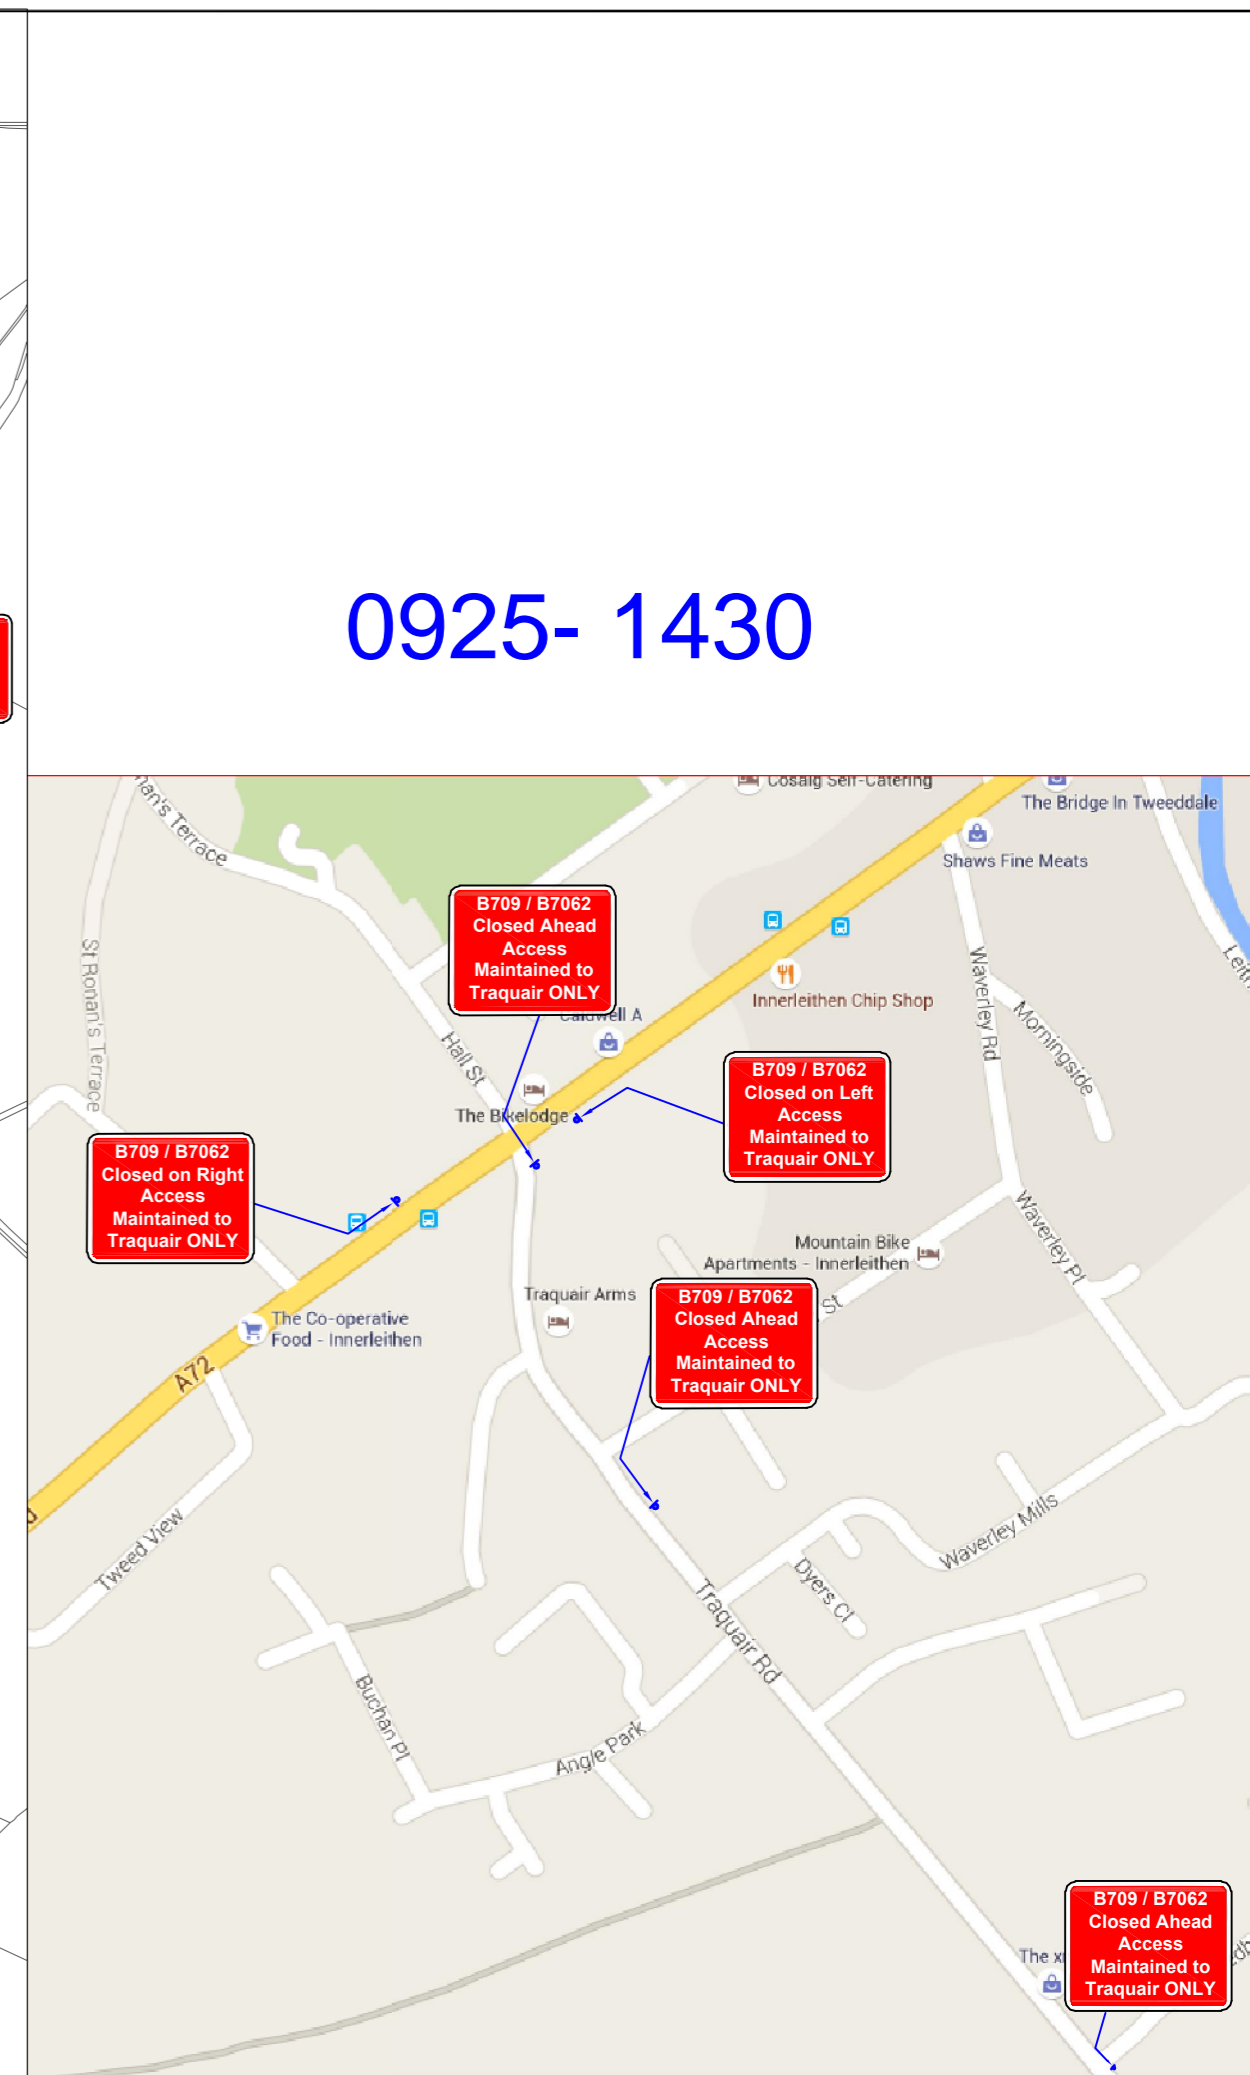 0925- 1430
Cosaig Self-Catering
The Bridge In Tweeddale
Shaws Fine Meats
Terrace
B709 / B7062
Closed Ahead
Access
Maintained to
Traquair ONLY
Caldwell A
Innerleithen Chip Shop
St Ronan's Terrace
Hall St
Waverley Rd
Morningside
The Bikelodge
B709 / B7062
Closed on Left
Access
Maintained to
Traquair ONLY
B709 / B7062
Closed on Right
Access
Maintained to
Traquair ONLY
Waverley Pl
Mountain Bike
Apartments - Innerleithen
Traquair Arms
St
B709 / B7062
Closed Ahead
Access
Maintained to
Traquair ONLY
The Co-operative
Food - Innerleithen
A72
Tweed View
Waverley Mills
Dyers Cl
Traquair Rd
Buchan Pl
Angle Park
B709 / B7062
Closed Ahead
Access
Maintained to
Traquair ONLY
The